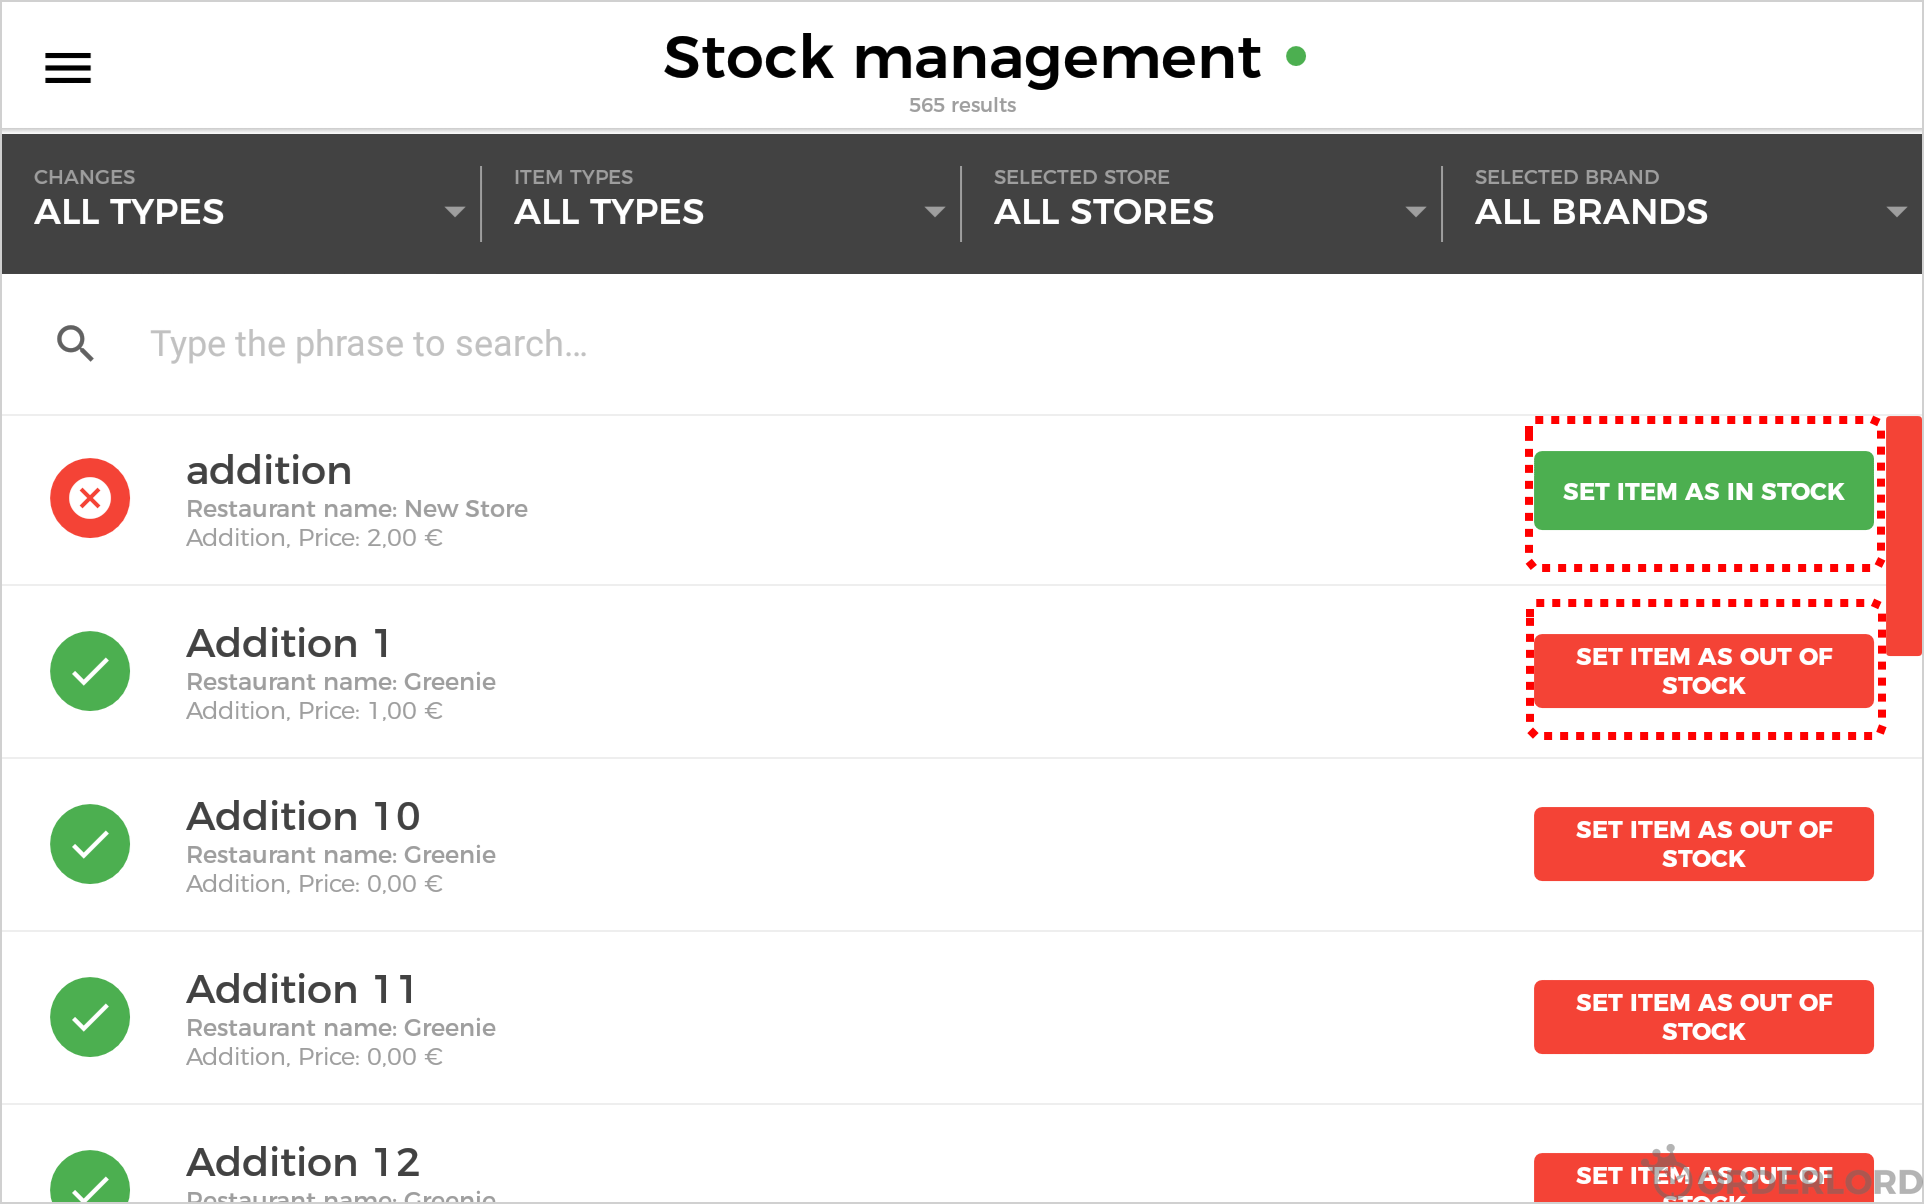 Stock management
565 results
CHANGES
ALL TYPES
ITEM TYPES
ALL TYPES
SELECTED STORE
ALL STORES
SELECTED BRAND
ALL BRANDS
Type the phrase to search...
addition
Restaurant name: New Store
Addition, Price: 2,00 €
SET ITEM AS IN STOCK
Addition 1
Restaurant name: Greenie
Addition, Price: 1,00 €
SET ITEM AS OUT OF
STOCK
Addition 10
Restaurant name: Greenie
Addition, Price: 0,00 €
SET ITEM AS OUT OF
STOCK
Addition 11
Restaurant name: Greenie
Addition, Price: 0,00 €
SET ITEM AS OUT OF
STOCK
Addition 12
Restaurant name: Greenie
SET ITEM AS OUT OF
STOCK
ORDERLORD